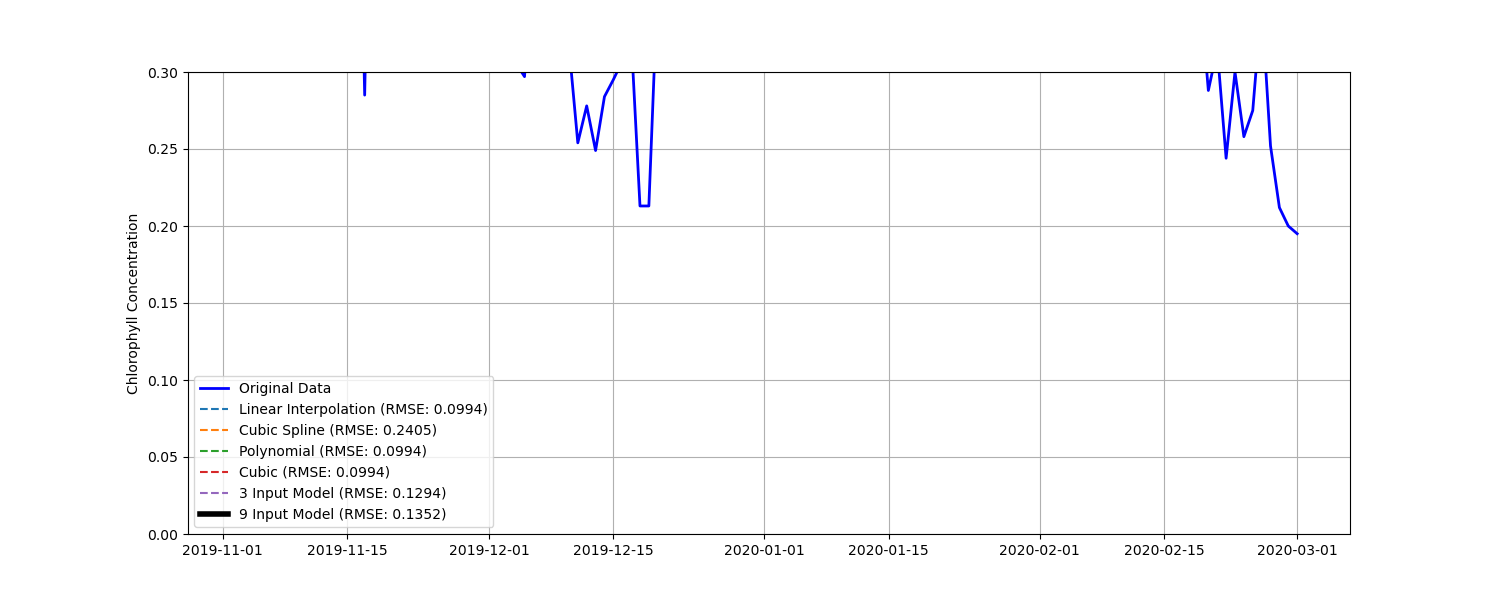 0.30
0.25
0.20
0.15
0.10
0.05
0.00
Chlorophyll Concentration
Original Data
Linear Interpolation (RMSE: 0.0994)
Cubic Spline (RMSE: 0.2405)
Polynomial (RMSE: 0.0994)
Cubic (RMSE: 0.0994)
3 Input Model (RMSE: 0.1294)
9 Input Model (RMSE: 0.1352)
2019-11-01 2019-11-15 2019-12-01 2019-12-15 2020-01-01 2020-01-15 2020-02-01 2020-02-15 2020-03-01